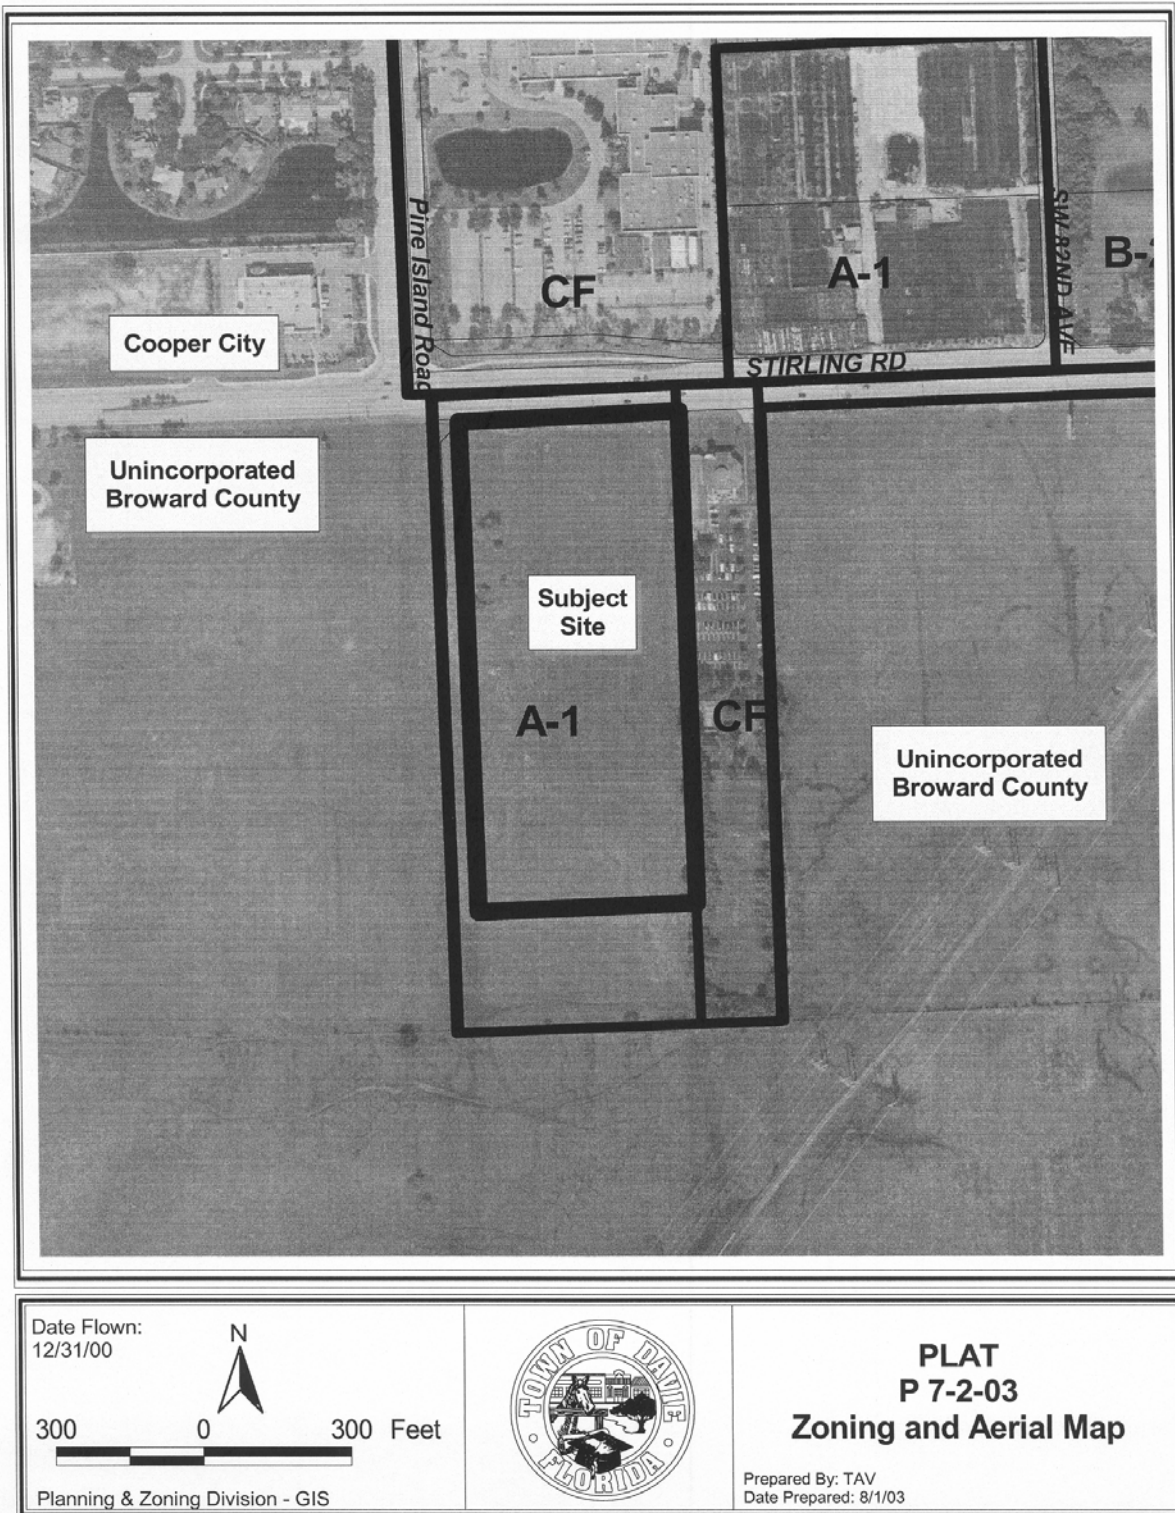 Pine Island Road
CF
A-1
SW 82ND AVE
B-2
Cooper City
STIRLING RD
Unincorporated
Broward County
Subject
Site
A-1
CF
Unincorporated
Broward County
Date Flown:
12/31/00
N
300 0 300 Feet
Planning & Zoning Division - GIS
TOWN OF DAVIE
FLORIDA
PLAT
P 7-2-03
Zoning and Aerial Map
Prepared By: TAV
Date Prepared: 8/1/03